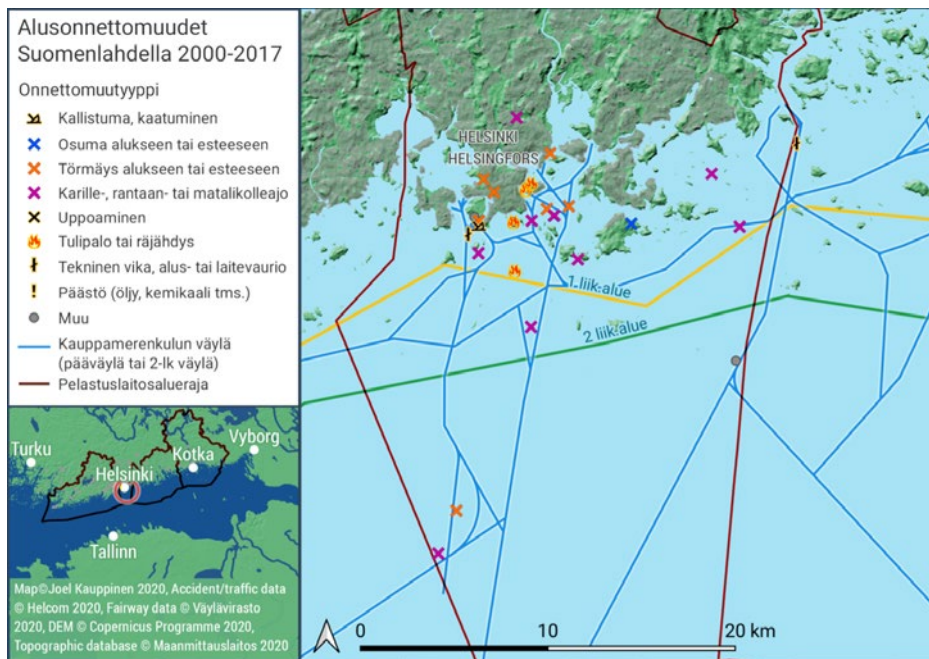 Alusonnettomuudet
Suomenlahdella 2000-2017
Onnettomuutyyppi
Kallistuma, kaatuminen
Osuma alukseen tai esteeseen
Törmäys alukseen tai esteeseen
Karille-, rantaan- tai matalikolleajo
Uppoaminen
Tulipalo tai räjähdys
Tekninen vika, alus- tai laitevaurio
Päästö (öljy, kemikaali tms.)
Muu
Kauppamerenkulun väylä
(pääväylä tai 2-lk väylä)
Pelastuslaitosalueraja
Turku
Helsinki
Kotka
Vyborg
Tallinn
Map©Joel Kauppinen 2020, Accident/traffic data
© Helcom 2020, Fairway data © Väylävirasto
2020, DEM © Copernicus Programme 2020,
Topographic database © Maanmittauslaitos 2020
HELSINKI
HELSINGFORS
1 liik-alue
2 liik-alue
0 10 20 km